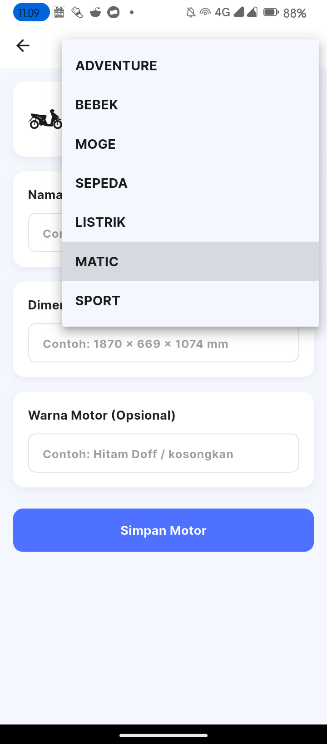 11.09
4G
88%
ADVENTURE
BEBEK
MOGE
SEPEDA
LISTRIK
MATIC
SPORT
Nama
Dimen
Contoh: 1870 × 669 × 1074 mm
Warna Motor (Opsional)
Contoh: Hitam Doff / kosongkan
Simpan Motor